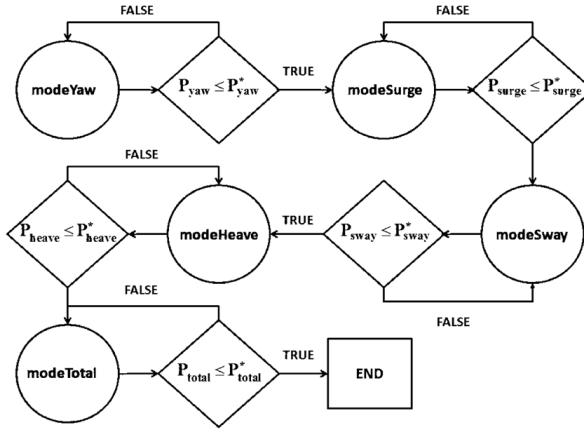 FALSE
FALSE
modeYaw
P_yaw ≤ P*_yaw
TRUE
modeSurge
P_surge ≤ P*_surge
FALSE
P_heave ≤ P*_heave
modeHeave
TRUE
P_sway ≤ P*_sway
modeSway
FALSE
FALSE
modeTotal
P_total ≤ P*_total
TRUE
END